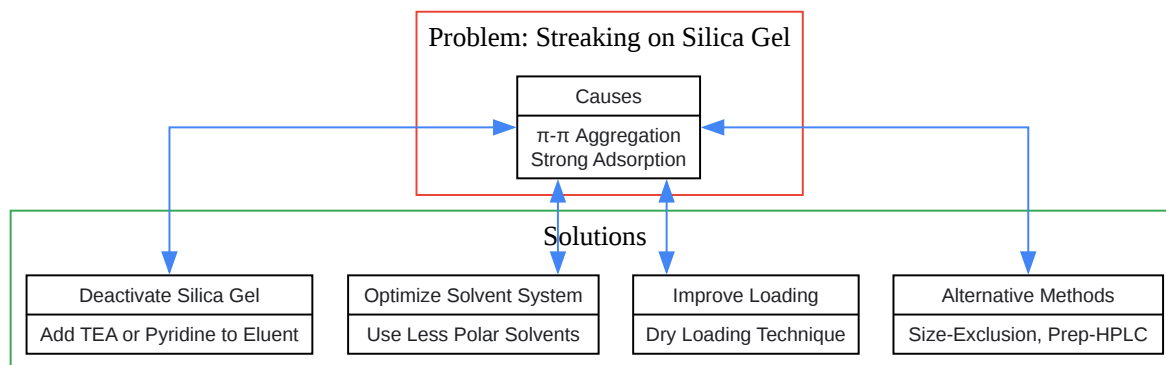 Problem: Streaking on Silica Gel
Causes
π-π Aggregation
Strong Adsorption
Solutions
Deactivate Silica Gel
Add TEA or Pyridine to Eluent
Optimize Solvent System
Use Less Polar Solvents
Improve Loading
Dry Loading Technique
Alternative Methods
Size-Exclusion, Prep-HPLC